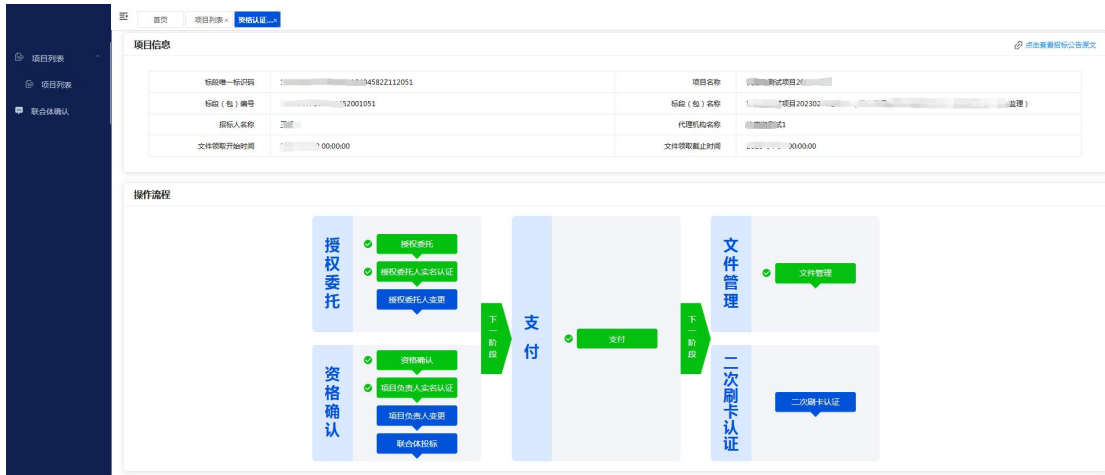 首页
项目列表×
资格认证...×
项目列表
项目列表
联合体确认
项目信息
点击查看招标公告原文
标段唯一标识码
94582Z112051
项目名称
测试项目20
标段（包）编号
52001051
标段（包）名称
项目202302
监理）
招标人名称
代理机构名称
试1
文件领取开始时间
00:00:00
文件领取截止时间
00:00:00
操作流程
授权委托
授权委托
授权委托人实名认证
授权委托人变更
资格确认
资格确认
项目负责人实名认证
项目负责人变更
联合体投标
下一阶段
支付
支付
下一阶段
文件管理
文件管理
二次刷卡认证
二次刷卡认证